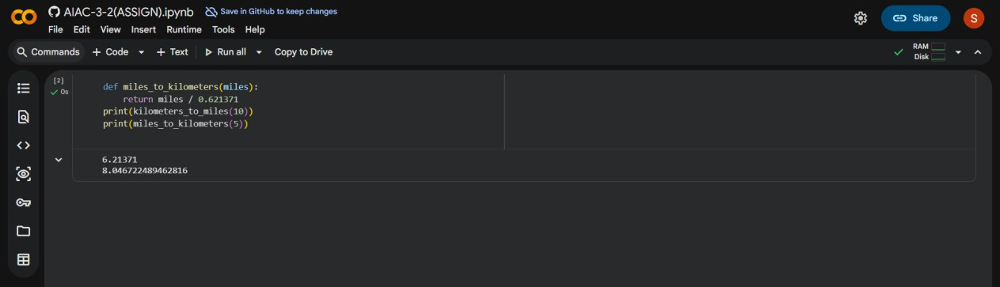 AIAC-3-2(ASSIGN).ipynb Save in GitHub to keep changes
File Edit View Insert Runtime Tools Help
Share
S
Commands + Code + Text Run all Copy to Drive
RAM
Disk
[2]
0s
def miles_to_kilometers(miles):
    return miles / 0.621371
print(kilometers_to_miles(10))
print(miles_to_kilometers(5))
6.21371
8.046722489462816